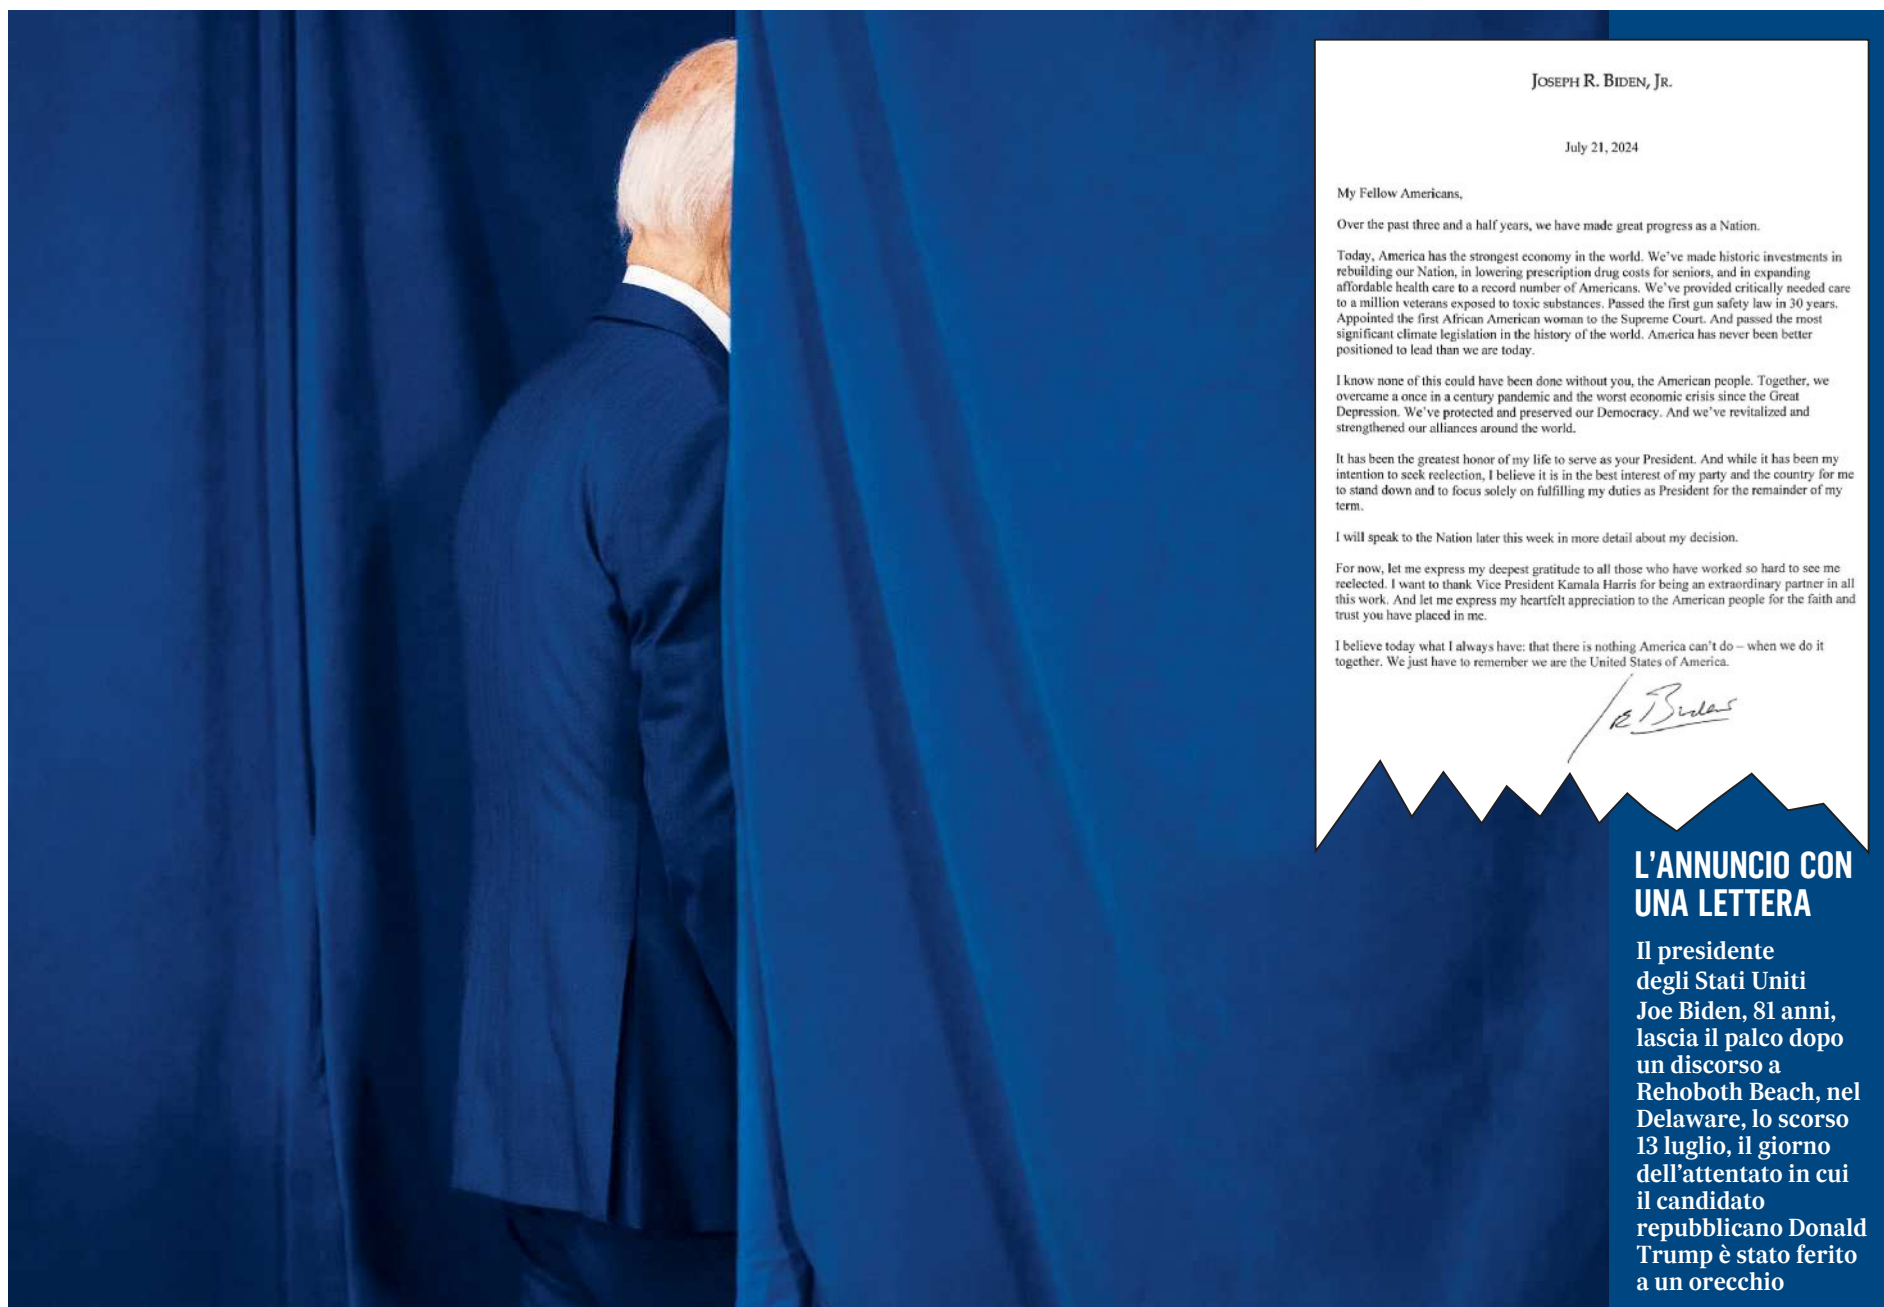 JOSEPH R. BIDEN, JR.
July 21, 2024
My Fellow Americans,
Over the past three and a half years, we have made great progress as a Nation.
Today, America has the strongest economy in the world. We've made historic investments in
rebuilding our Nation, in lowering prescription drug costs for seniors, and in expanding
affordable health care to a record number of Americans. We've provided critically needed care
to a million veterans exposed to toxic substances. Passed the first gun safety law in 30 years.
Appointed the first African American woman to the Supreme Court. And passed the most
significant climate legislation in the history of the world. America has never been better
positioned to lead than we are today.
I know none of this could have been done without you, the American people. Together, we
overcame a once in a century pandemic and the worst economic crisis since the Great
Depression. We've protected and preserved our Democracy. And we've revitalized and
strengthened our alliances around the world.
It has been the greatest honor of my life to serve as your President. And while it has been my
intention to seek reelection, I believe it is in the best interest of my party and the country for me
to stand down and to focus solely on fulfilling my duties as President for the remainder of my
term.
I will speak to the Nation later this week in more detail about my decision.
For now, let me express my deepest gratitude to all those who have worked so hard to see me
reelected. I want to thank Vice President Kamala Harris for being an extraordinary partner in all
this work. And let me express my heartfelt appreciation to the American people for the faith and
trust you have placed in me.
I believe today what I always have: that there is nothing America can't do – when we do it
together. We just have to remember we are the United States of America.
Joe Biden
L'ANNUNCIO CON
UNA LETTERA
Il presidente
degli Stati Uniti
Joe Biden, 81 anni,
lascia il palco dopo
un discorso a
Rehoboth Beach, nel
Delaware, lo scorso
13 luglio, il giorno
dell'attentato in cui
il candidato
repubblicano Donald
Trump è stato ferito
a un orecchio